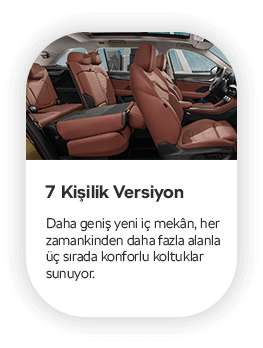 7 Kişilik Versiyon
Daha geniş yeni iç mekân, her
zamankinden daha fazla alanla
üç sırada konforlu koltuklar
sunuyor.